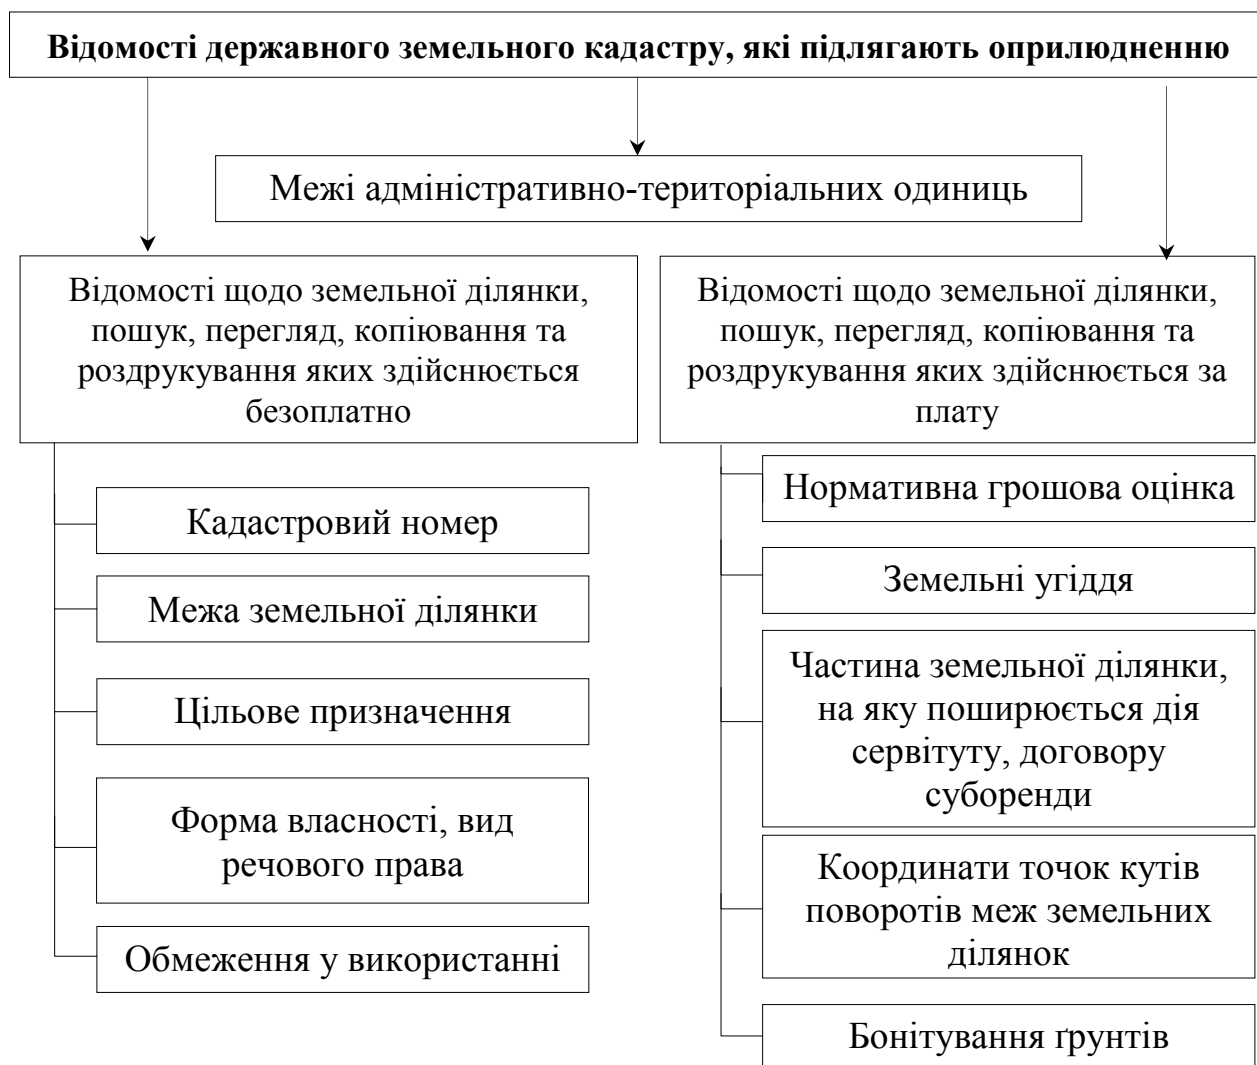 Відомості державного земельного кадастру, які підлягають оприлюдненню
Межі адміністративно-територіальних одиниць
Відомості щодо земельної ділянки,
пошук, перегляд, копіювання та
роздрукування яких здійснюється
безоплатно
Кадастровий номер
Межа земельної ділянки
Цільове призначення
Форма власності, вид
речового права
Обмеження у використанні
Відомості щодо земельної ділянки,
пошук, перегляд, копіювання та
роздрукування яких здійснюється за
плату
Нормативна грошова оцінка
Земельні угіддя
Частина земельної ділянки,
на яку поширюється дія
сервітуту, договору
суборенди
Координати точок кутів
поворотів меж земельних
ділянок
Бонітування ґрунтів